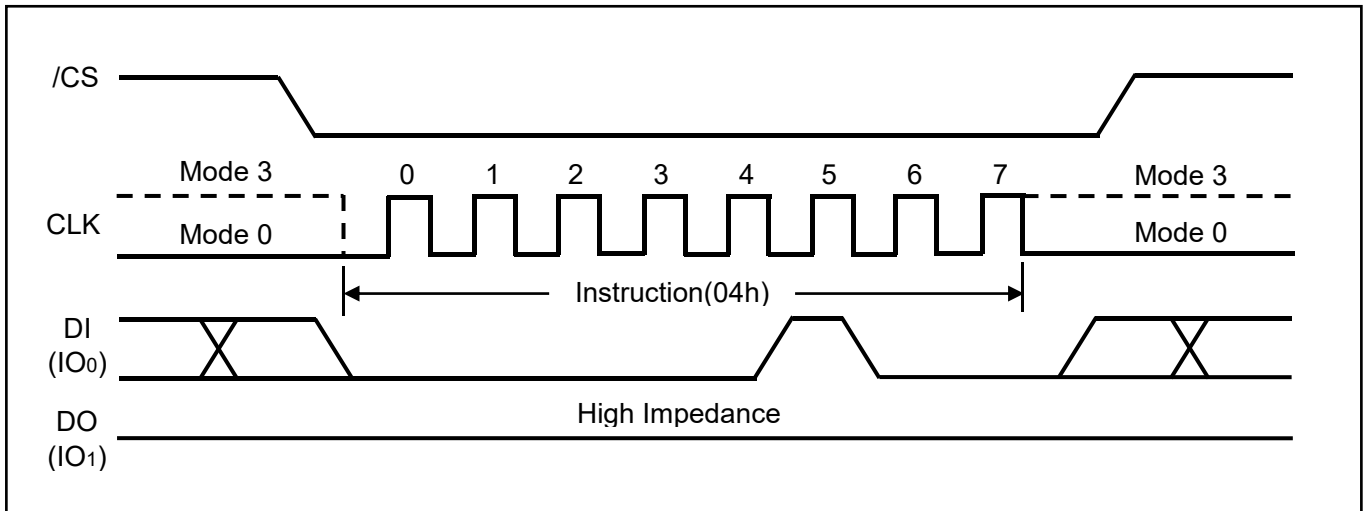 /CS
Mode 3
0 1 2 3 4 5 6 7
Mode 3
CLK
Mode 0
Mode 0
Instruction(04h)
DI
(IO0)
High Impedance
DO
(IO1)